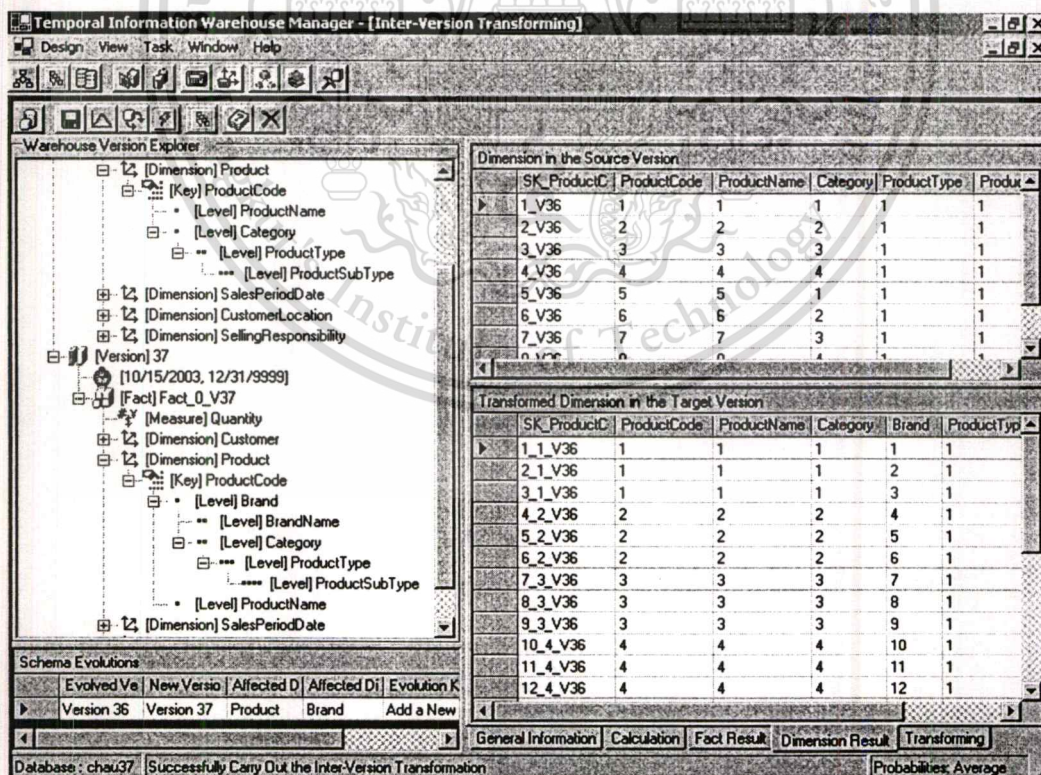 Temporal Information Warehouse Manager - [Inter-Version Transforming]
Design View Task Window Help
Warehouse Version Explorer
[Dimension] Product
[Key] ProductCode
[Level] ProductName
[Level] Category
[Level] ProductType
[Level] ProductSubType
[Dimension] SalesPeriodDate
[Dimension] CustomerLocation
[Dimension] SellingResponsibility
[Version] 37
[10/15/2003, 12/31/9999]
[Fact] Fact_0_V37
[Measure] Quantity
[Dimension] Customer
[Dimension] Product
[Key] ProductCode
[Level] Brand
[Level] BrandName
[Level] Category
[Level] ProductType
[Level] ProductSubType
[Level] ProductName
[Dimension] SalesPeriodDate
Schema Evolutions
Evolved Ve New Versio Affected D Affected Di Evolution K
Version 36 Version 37 Product Brand Add a New
Dimension in the Source Version
SK_ProductC ProductCode ProductName Category ProductType Produc
1_V36 1 1 1 1 1
2_V36 2 2 2 1 1
3_V36 3 3 3 1 1
4_V36 4 4 4 1 1
5_V36 5 5 1 1 1
6_V36 6 6 2 1 1
7_V36 7 7 3 1 1
Transformed Dimension in the Target Version
SK_ProductC ProductCode ProductName Category Brand ProductTyp
1_1_V36 1 1 1 1 1
2_1_V36 1 1 1 2 1
3_1_V36 1 1 1 3 1
4_2_V36 2 2 2 4 1
5_2_V36 2 2 2 5 1
6_2_V36 2 2 2 6 1
7_3_V36 3 3 3 7 1
8_3_V36 3 3 3 8 1
9_3_V36 3 3 3 9 1
10_4_V36 4 4 4 10 1
11_4_V36 4 4 4 11 1
12_4_V36 4 4 4 12 1
General Information Calculation Fact Result Dimension Result Transforming
Database : chau37 Successfully Carry Out the Inter-Version Transformation Probabilities: Average
's Institute of Technology